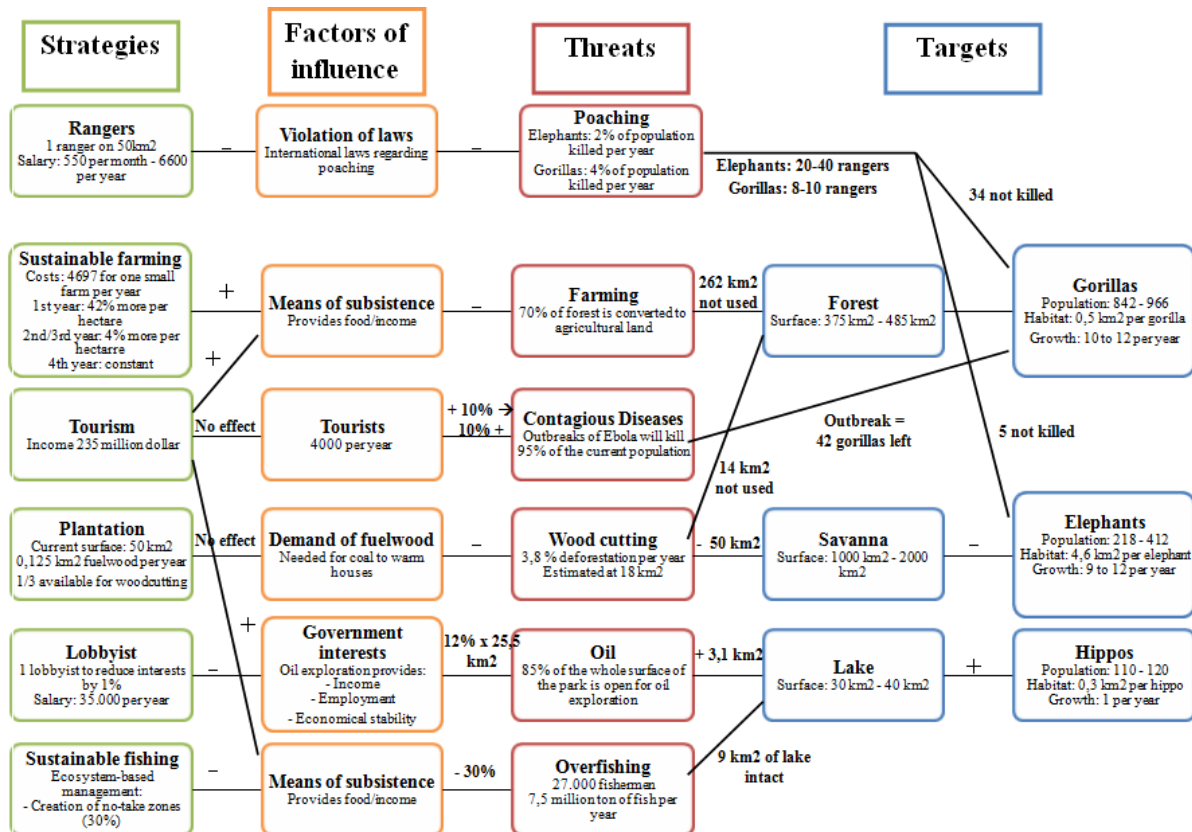 Strategies
Factors of
influence
Threats
Targets
Rangers
1 ranger on 50km2
Salary: 550 per month - 6600
per year
–
Violation of laws
International laws regarding
poaching
–
Poaching
Elephants: 2% of population
killed per year
Gorillas: 4% of population
killed per year
Elephants: 20-40 rangers
Gorillas: 8-10 rangers
34 not killed
Sustainable farming
Costs: 4697 for one small
farm per year
1st year: 42% more per
hectare
2nd/3rd year: 4% more per
hectarre
4th year: constant
+
+
Means of subsistence
Provides food/income
–
Farming
70% of forest is converted to
agricultural land
262 km2
not used
Forest
Surface: 375 km2 - 485 km2
Gorillas
Population: 842 - 966
Habitat: 0,5 km2 per gorilla
Growth: 10 to 12 per year
Tourism
Income 235 million dollar
No effect
Tourists
4000 per year
+ 10% →
10% +
Contagious Diseases
Outbreaks of Ebola will kill
95% of the current population
Outbreak =
42 gorillas left
5 not killed
14 km2
not used
Plantation
Current surface: 50 km2
0,125 km2 fuelwood per year
1/3 available for woodcutting
No effect
Demand of fuelwood
Needed for coal to warm
houses
–
Wood cutting
3,8 % deforestation per year
Estimated at 18 km2
- 50 km2
Savanna
Surface: 1000 km2 - 2000
km2
–
Elephants
Population: 218 - 412
Habitat: 4,6 km2 per elephant
Growth: 9 to 12 per year
Lobbyist
1 lobbyist to reduce interests
by 1%
Salary: 35.000 per year
+
–
Government
interests
Oil exploration provides:
- Income
- Employment
- Economical stability
12% x 25,5
km2
Oil
85% of the whole surface of
the park is open for oil
exploration
+ 3,1 km2
Lake
Surface: 30 km2 - 40 km2
+
Hippos
Population: 110 - 120
Habitat: 0,3 km2 per hippo
Growth: 1 per year
Sustainable fishing
Ecosystem-based
management:
- Creation of no-take zones
(30%)
–
Means of subsistence
Provides food/income
- 30%
Overfishing
27.000 fishermen
7,5 million ton of fish per
year
9 km2 of lake
intact